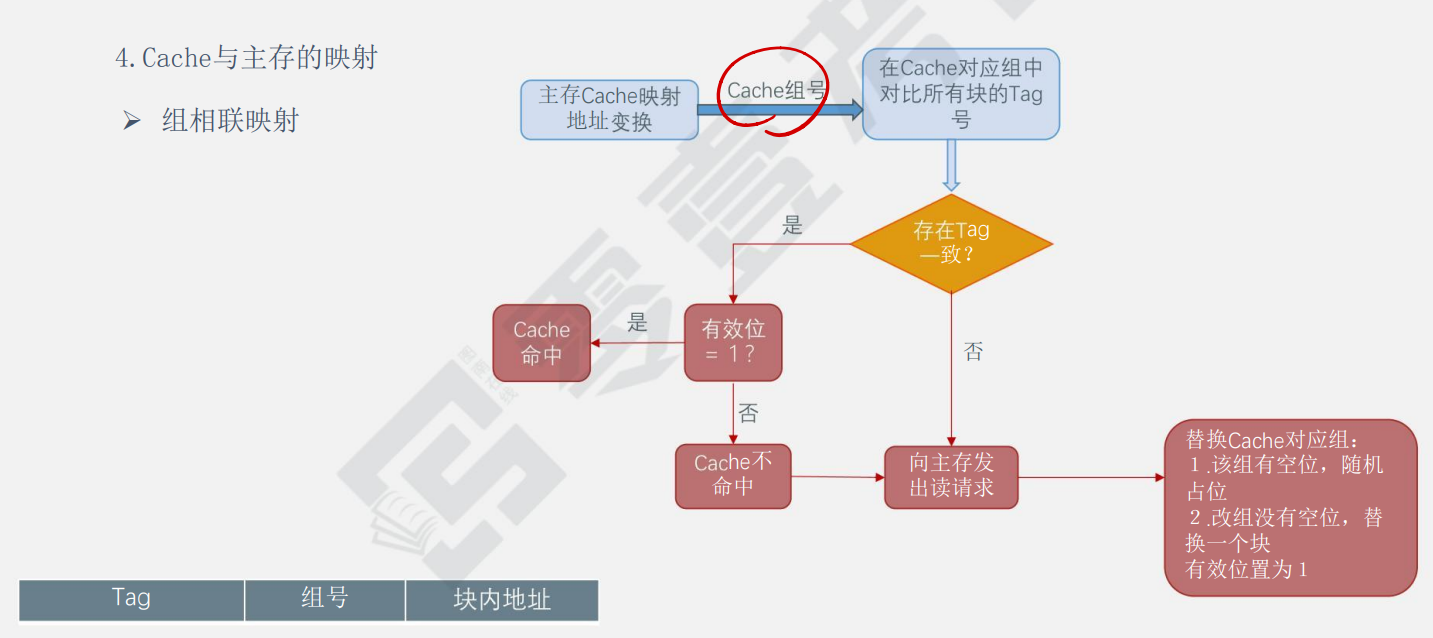 4.Cache与主存的映射
➢ 组相联映射
主存Cache映射
地址变换
Cache组号
在Cache对应组中
对比所有块的Tag
号
存在Tag
一致？
是
有效位
＝１？
是
Cache
命中
否
否
Cache不
命中
向主存发
出读请求
替换Cache对应组：
１.该组有空位，随机
占位
２.改组没有空位，替
换一个块
有效位置为１
Tag
组号
块内地址
零壹考